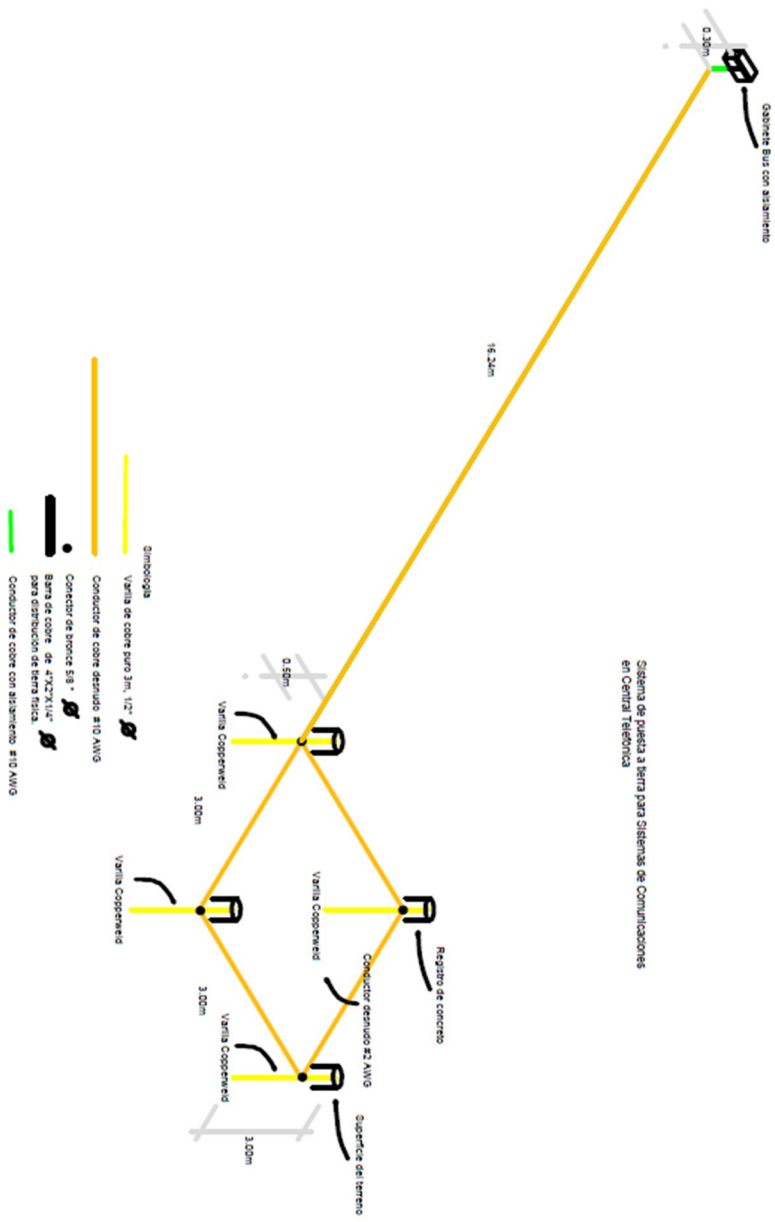 Sistema de puesta a tierra para Sistemas de Comunicaciones
en Central Telefónica
Gabinete Bus con aislamiento
0.30m
16.24m
0.50m
Varilla Copperweld
Registro de concreto
Varilla Copperweld
3.00m
Conductor desnudo #2 AWG
Superficie del terreno
Varilla Copperweld
3.00m
Varilla Copperweld
3.00m
Simbología
Varilla de cobre puro 3m, 1/2" Ø
Conductor de cobre desnudo #10 AWG
Conector de bronce 5/8 " Ø
Barra de cobre de 4"X2"X1/4" Ø
para distribución de tierra física.
Conductor de cobre con aislamiento #10 AWG